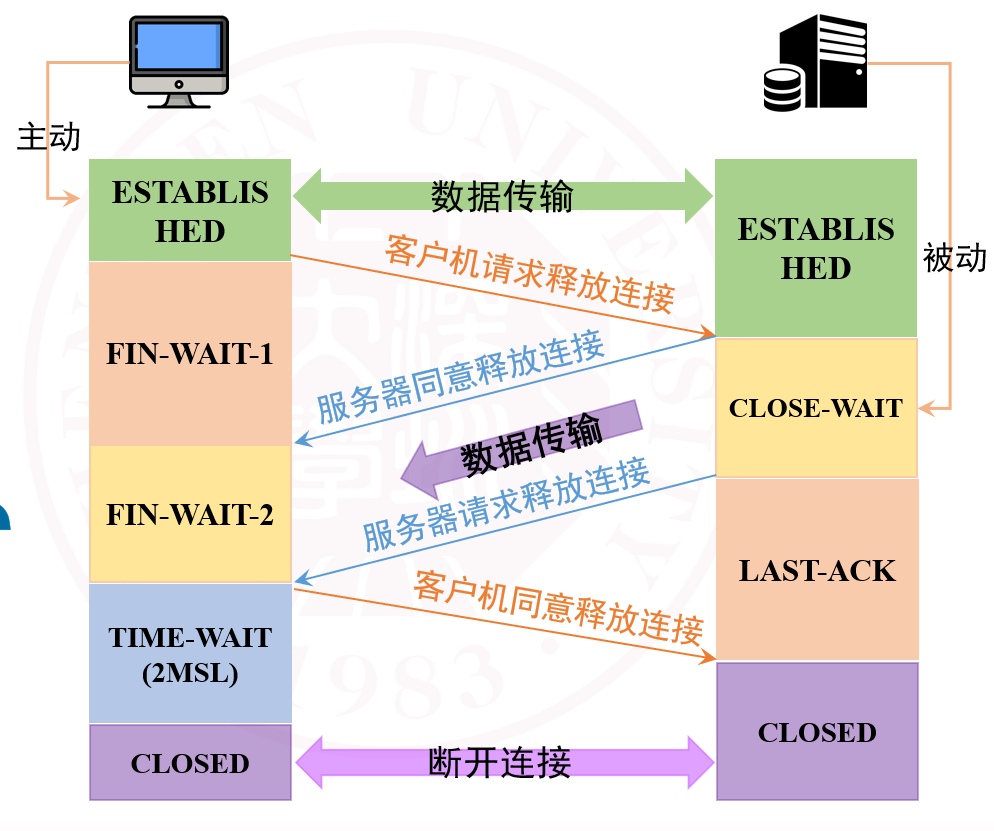 主动
ESTABLIS
HED
数据传输
ESTABLIS
HED
被动
客户机请求释放连接
FIN-WAIT-1
服务器同意释放连接
CLOSE-WAIT
数据传输
FIN-WAIT-2
服务器请求释放连接
LAST-ACK
客户机同意释放连接
TIME-WAIT
(2MSL)
CLOSED
CLOSED
断开连接
UNIVERSITY
1983